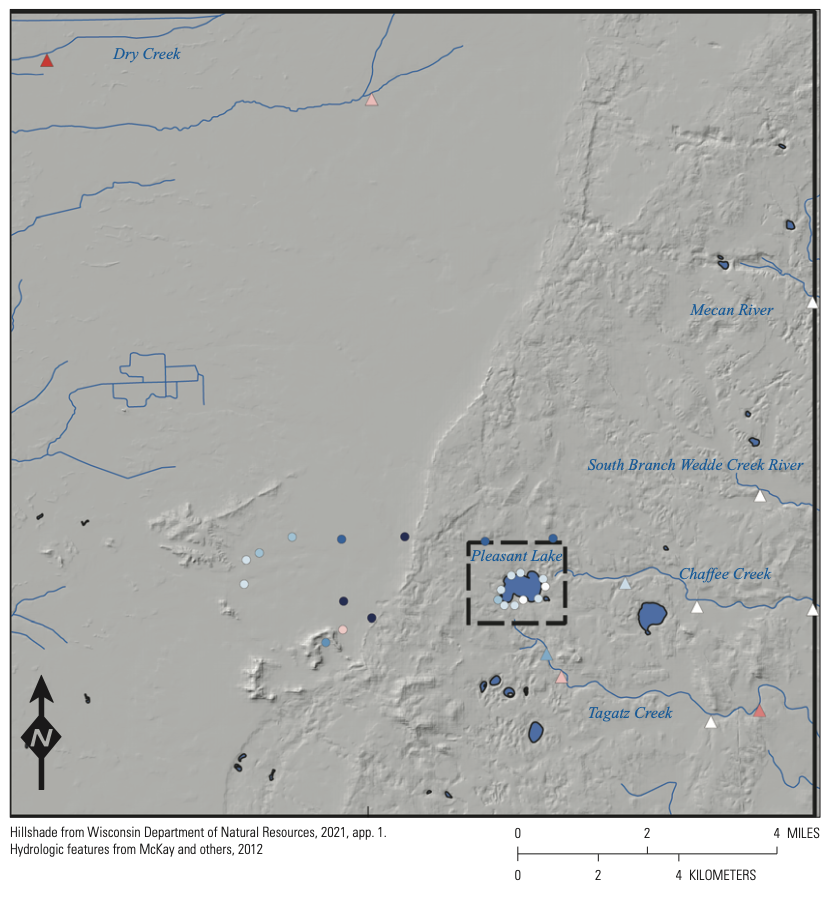 Dry Creek
Mecan River
South Branch Wedde Creek River
Pleasant Lake
Chaffee Creek
Tagatz Creek
N
Hillshade from Wisconsin Department of Natural Resources, 2021, app. 1.
Hydrologic features from McKay and others, 2012
0 2 4 MILES
0 2 4 KILOMETERS